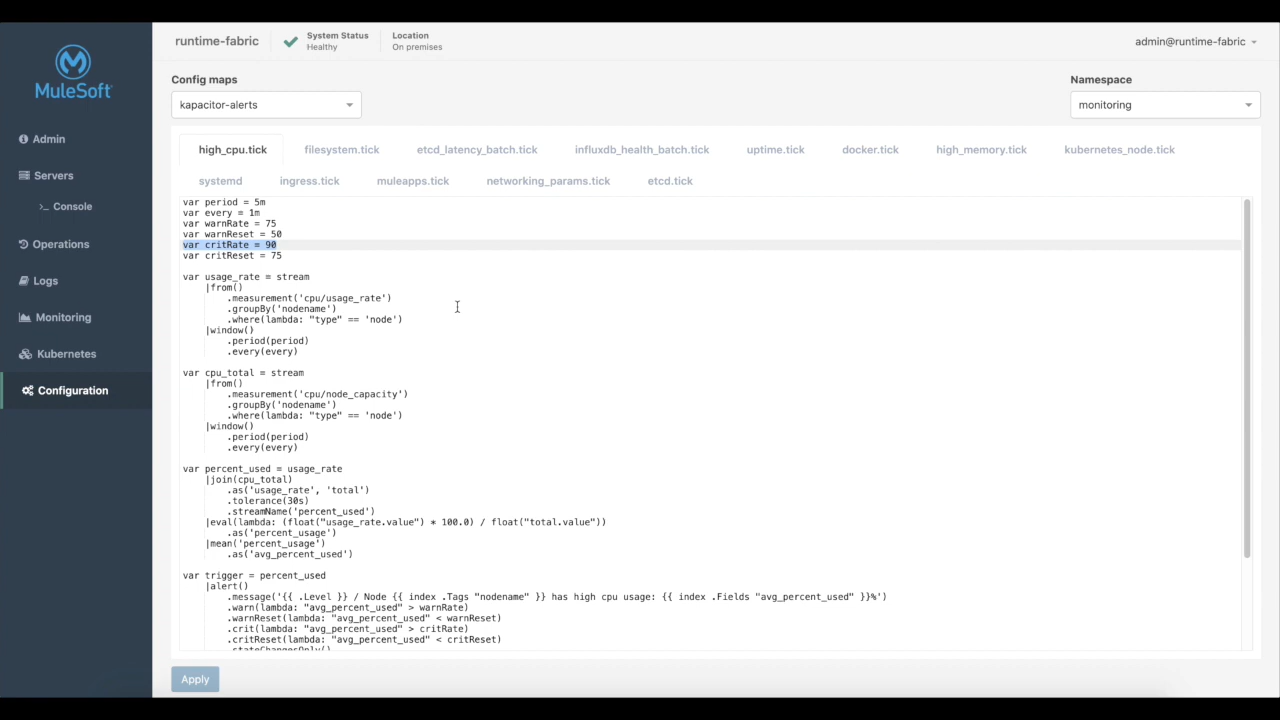 MuleSoft
Admin
Servers
>_ Console
Operations
Logs
Monitoring
Kubernetes
Configuration
runtime-fabric
System Status
Healthy
Location
On premises
admin@runtime-fabric
Config maps
kapacitor-alerts
Namespace
monitoring
high_cpu.tick filesystem.tick etcd_latency_batch.tick influxdb_health_batch.tick uptime.tick docker.tick high_memory.tick kubernetes_node.tick
systemd ingress.tick muleapps.tick networking_params.tick etcd.tick
var period = 5m
var every = 1m
var warnRate = 75
var warnReset = 50
var critRate = 90
var critReset = 75
var usage_rate = stream
|from()
.measurement('cpu/usage_rate')
.groupBy('nodename')
.where(lambda: "type" == 'node')
|window()
.period(period)
.every(every)
var cpu_total = stream
|from()
.measurement('cpu/node_capacity')
.groupBy('nodename')
.where(lambda: "type" == 'node')
|window()
.period(period)
.every(every)
var percent_used = usage_rate
|join(cpu_total)
.as('usage_rate', 'total')
.tolerance(30s)
.streamName('percent_used')
|eval(lambda: (float("usage_rate.value") * 100.0) / float("total.value"))
.as('percent_usage')
|mean('percent_usage')
.as('avg_percent_used')
var trigger = percent_used
|alert()
.message('{{ .Level }} / Node {{ index .Tags "nodename" }} has high cpu usage: {{ index .Fields "avg_percent_used" }}%')
.warn(lambda: "avg_percent_used" > warnRate)
.warnReset(lambda: "avg_percent_used" < warnReset)
.crit(lambda: "avg_percent_used" > critRate)
.critReset(lambda: "avg_percent_used" < critReset)
.stateChangesOnly()
Apply